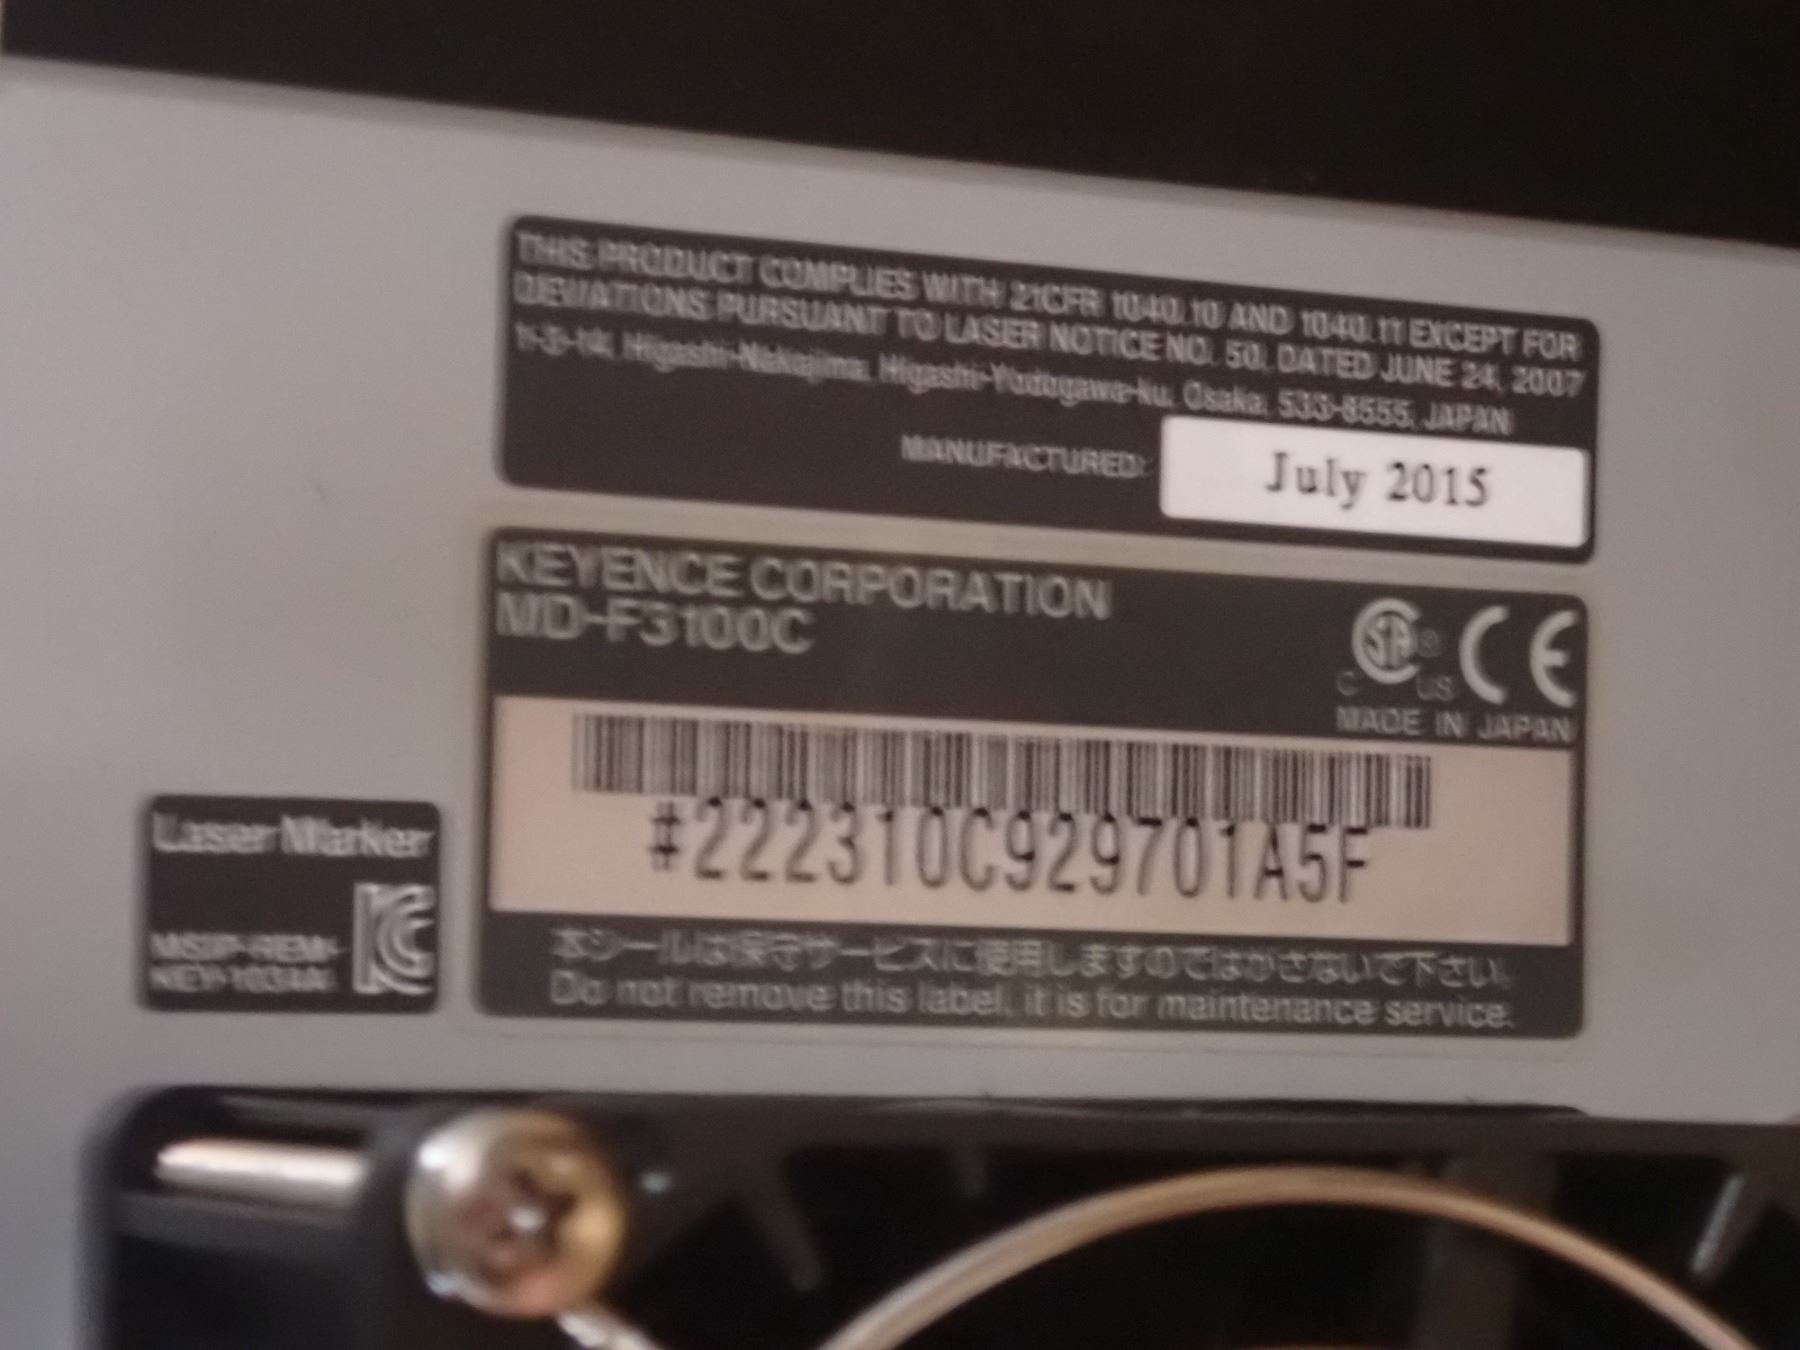 THIS PRODUCT COMPLIES WITH 21CFR 1040.10 AND 1040.11 EXCEPT FOR
DEVIATIONS PURSUANT TO LASER NOTICE NO. 50, DATED JUNE 24, 2007
1-3-14, Higashi-Nakajima, Higashi-Yodogawa-ku, Osaka, 533-8555, JAPAN
MANUFACTURED: July 2015
KEYENCE CORPORATION
MD-F3100C
C US
CE
MADE IN JAPAN
#222310C929701A5F
本シールは保守サービスに使用しますのではがさないで下さい。
Do not remove this label, it is for maintenance service.
Laser Marker
MSIP-REM-